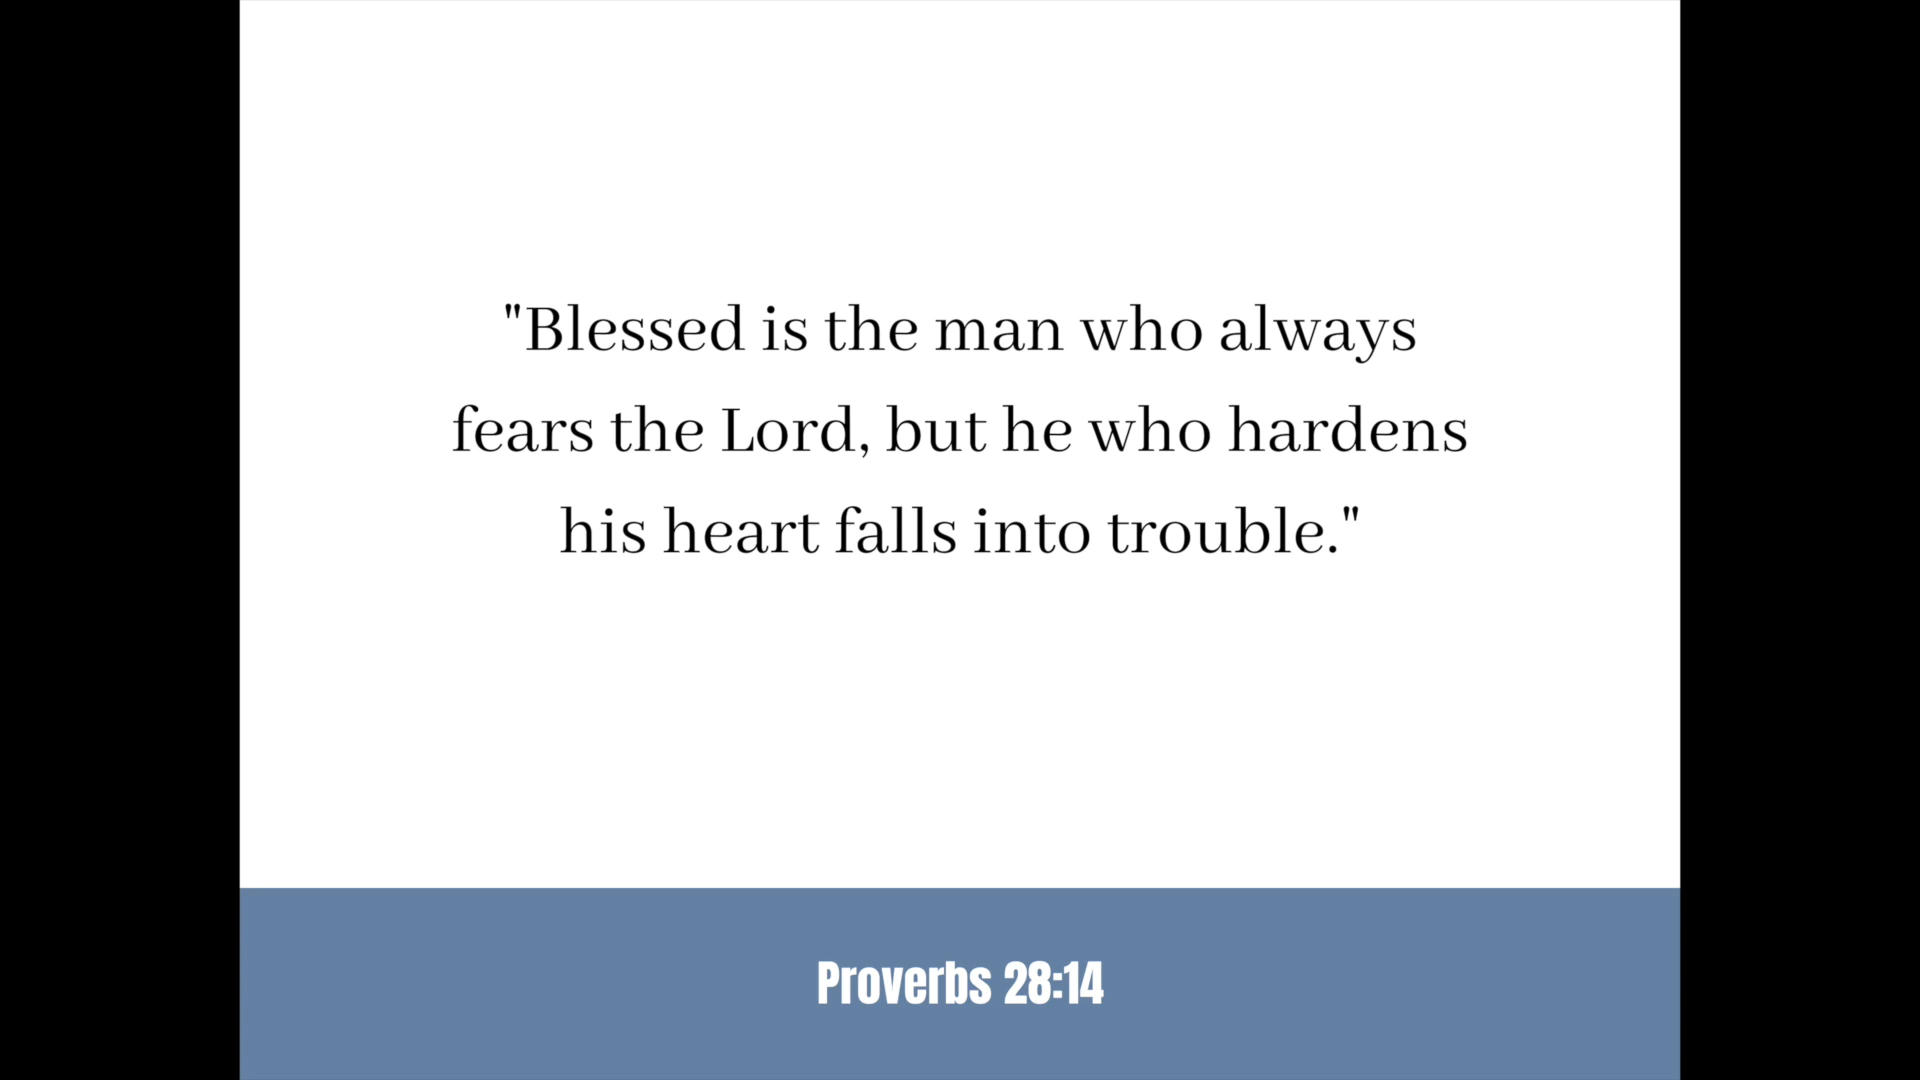 "Blessed is the man who always
fears the Lord, but he who hardens
his heart falls into trouble."
Proverbs 28:14